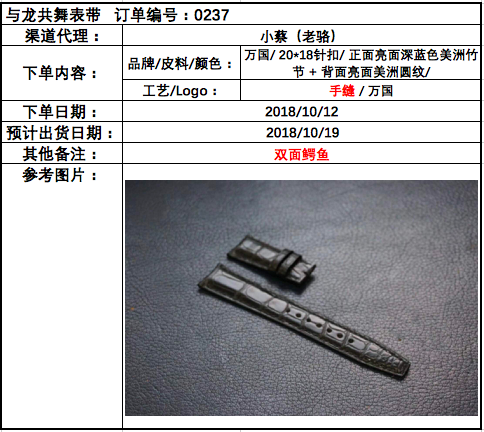 与龙共舞表带 订单编号：0237
渠道代理： 小蔡（老骆）
下单内容： 品牌/皮料/颜色： 万国/ 20*18针扣/ 正面亮面深蓝色美洲竹
节 + 背面亮面美洲圆纹/
工艺/Logo： 手缝 / 万国
下单日期： 2018/10/12
预计出货日期： 2018/10/19
其他备注： 双面鳄鱼
参考图片：